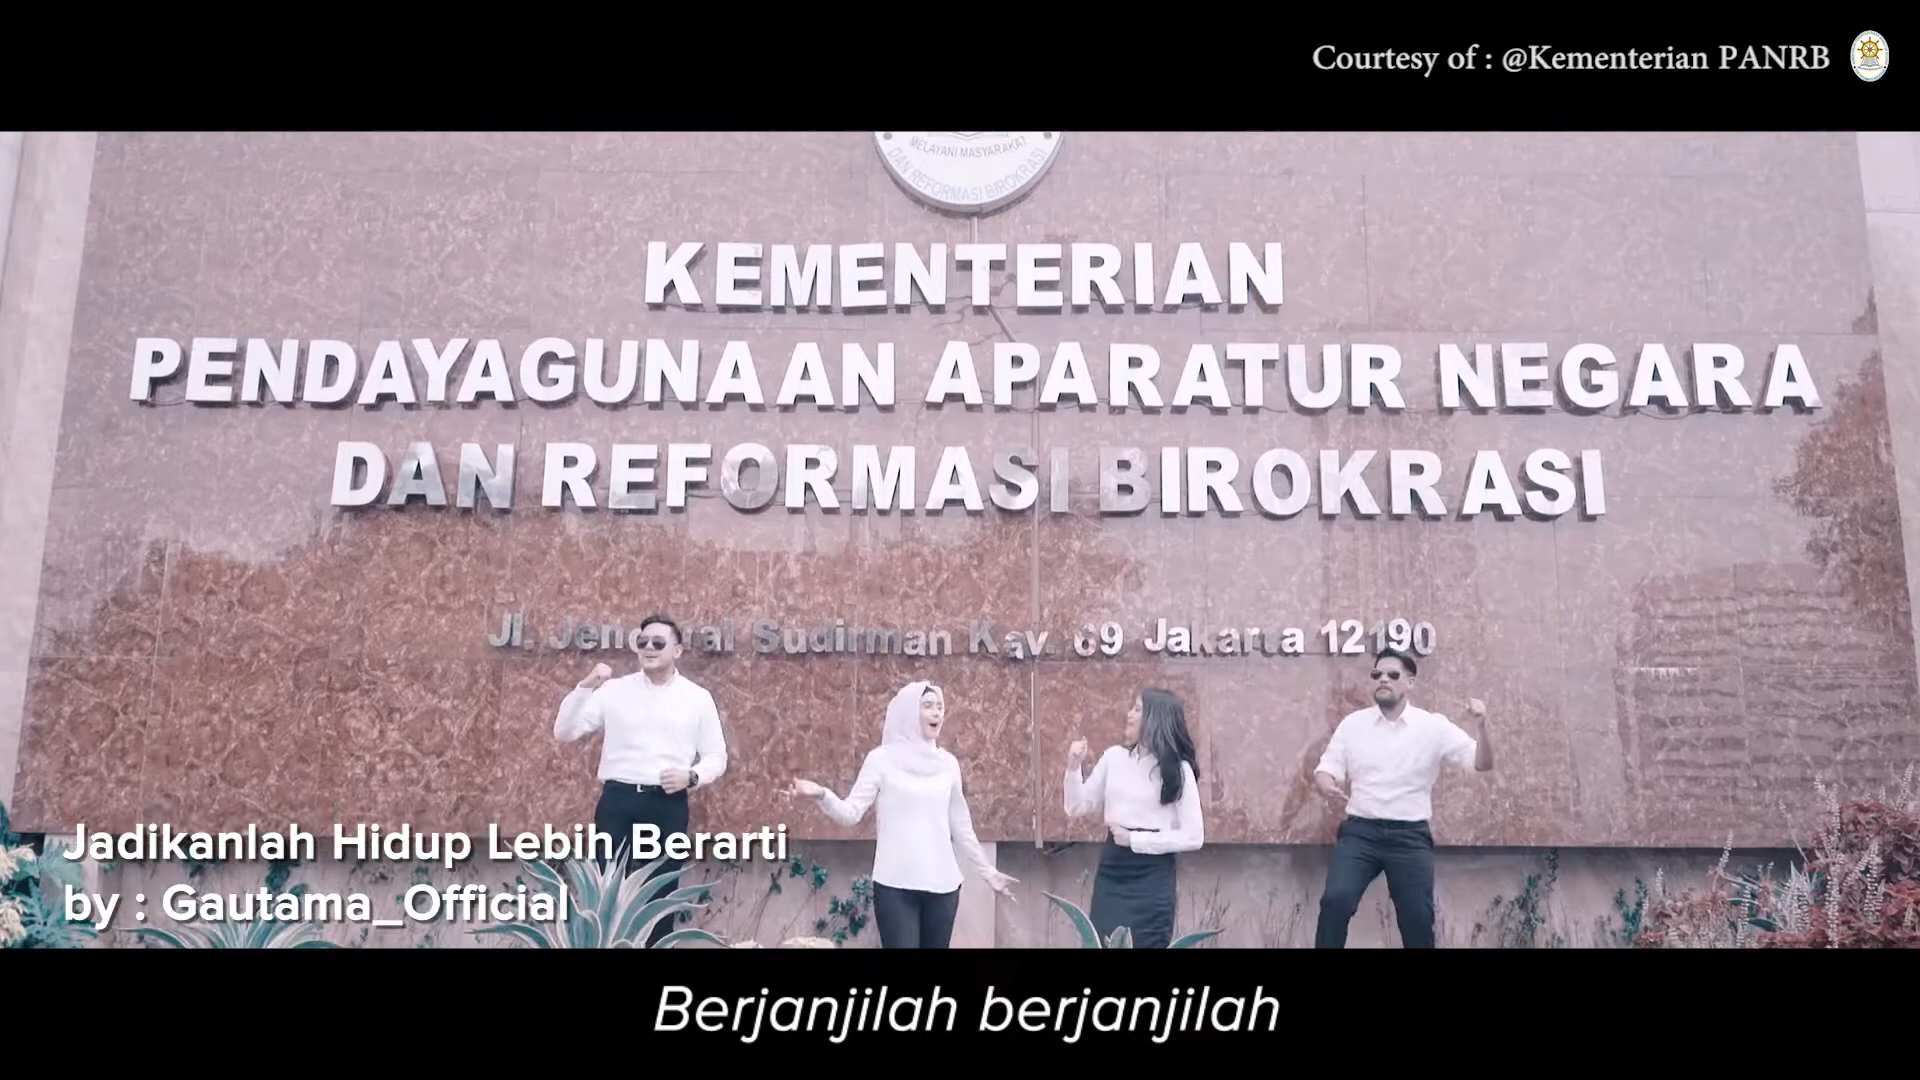 Courtesy of : @Kementerian PANRB
MELAYANI MASYARAKAT
DAN REFORMASI BIROKRASI
KEMENTERIAN
PENDAYAGUNAAN APARATUR NEGARA
DAN REFORMASI BIROKRASI
Jl. Jenderal Sudirman Kav. 69 Jakarta 12190
Jadikanlah Hidup Lebih Berarti
by : Gautama_Official
Berjanjilah berjanjilah